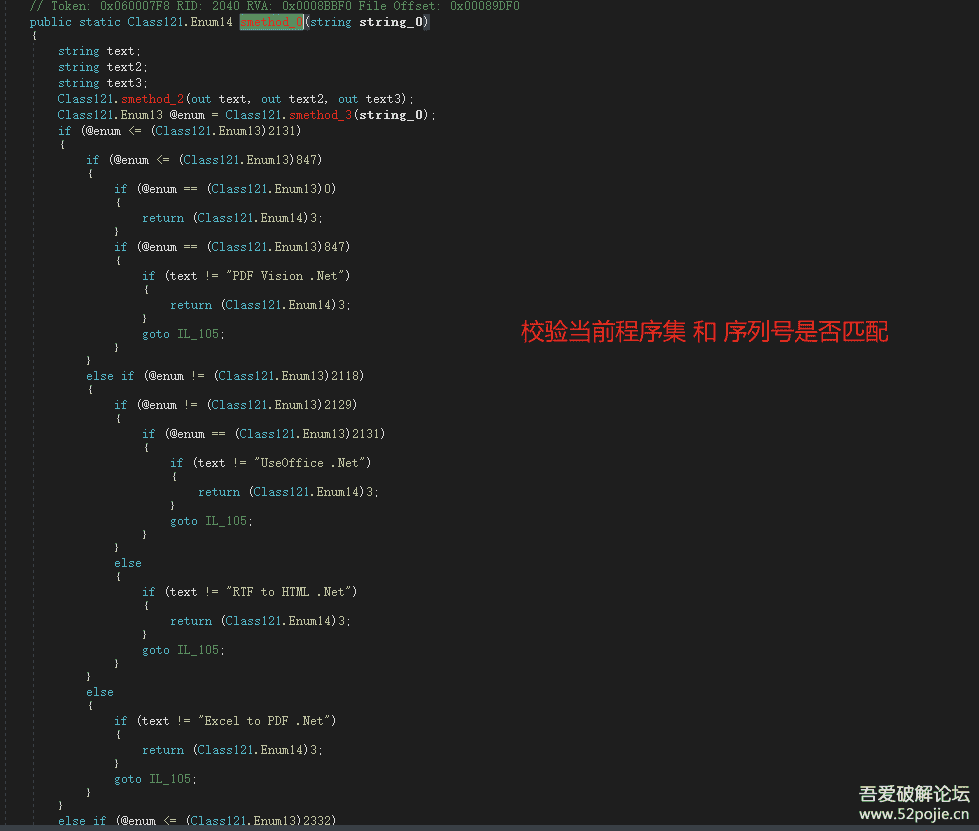 // Token: 0x060007F8 RID: 2040 RVA: 0x0008BBF0 File Offset: 0x00089DF0
public static Class121.Enum14 smethod_0(string string_0)
{
string text;
string text2;
string text3;
Class121.smethod_2(out text, out text2, out text3);
Class121.Enum13 @enum = Class121.smethod_3(string_0);
if (@enum <= (Class121.Enum13)2131)
{
if (@enum <= (Class121.Enum13)847)
{
if (@enum == (Class121.Enum13)0)
{
return (Class121.Enum14)3;
}
if (@enum == (Class121.Enum13)847)
{
if (text != "PDF Vision .Net")
{
return (Class121.Enum14)3;
}
goto IL_105;
}
}
else if (@enum != (Class121.Enum13)2118)
{
if (@enum != (Class121.Enum13)2129)
{
if (@enum == (Class121.Enum13)2131)
{
if (text != "UseOffice .Net")
{
return (Class121.Enum14)3;
}
goto IL_105;
}
}
else
{
if (text != "RTF to HTML .Net")
{
return (Class121.Enum14)3;
}
goto IL_105;
}
}
else
{
if (text != "Excel to PDF .Net")
{
return (Class121.Enum14)3;
}
goto IL_105;
}
}
else if (@enum <= (Class121.Enum13)2332)
校验当前程序集 和 序列号是否匹配
吾爱破解论坛
www.52pojie.cn